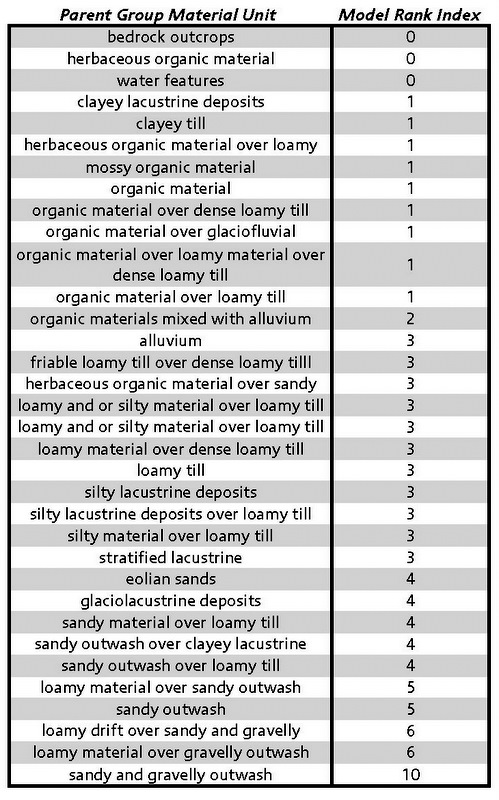 Parent Group Material Unit Model Rank Index
bedrock outcrops 0
herbaceous organic material 0
water features 0
clayey lacustrine deposits 1
clayey till 1
herbaceous organic material over loamy 1
mossy organic material 1
organic material 1
organic material over dense loamy till 1
organic material over glaciofluvial 1
organic material over loamy material over
dense loamy till 1
organic material over loamy till 1
organic materials mixed with alluvium 2
alluvium 3
friable loamy till over dense loamy tilll 3
herbaceous organic material over sandy 3
loamy and or silty material over loamy till 3
loamy and or silty material over loamy till 3
loamy material over dense loamy till 3
loamy till 3
silty lacustrine deposits 3
silty lacustrine deposits over loamy till 3
silty material over loamy till 3
stratified lacustrine 3
eolian sands 4
glaciolacustrine deposits 4
sandy material over loamy till 4
sandy outwash over clayey lacustrine 4
sandy outwash over loamy till 4
loamy material over sandy outwash 5
sandy outwash 5
loamy drift over sandy and gravelly 6
loamy material over gravelly outwash 6
sandy and gravelly outwash 10